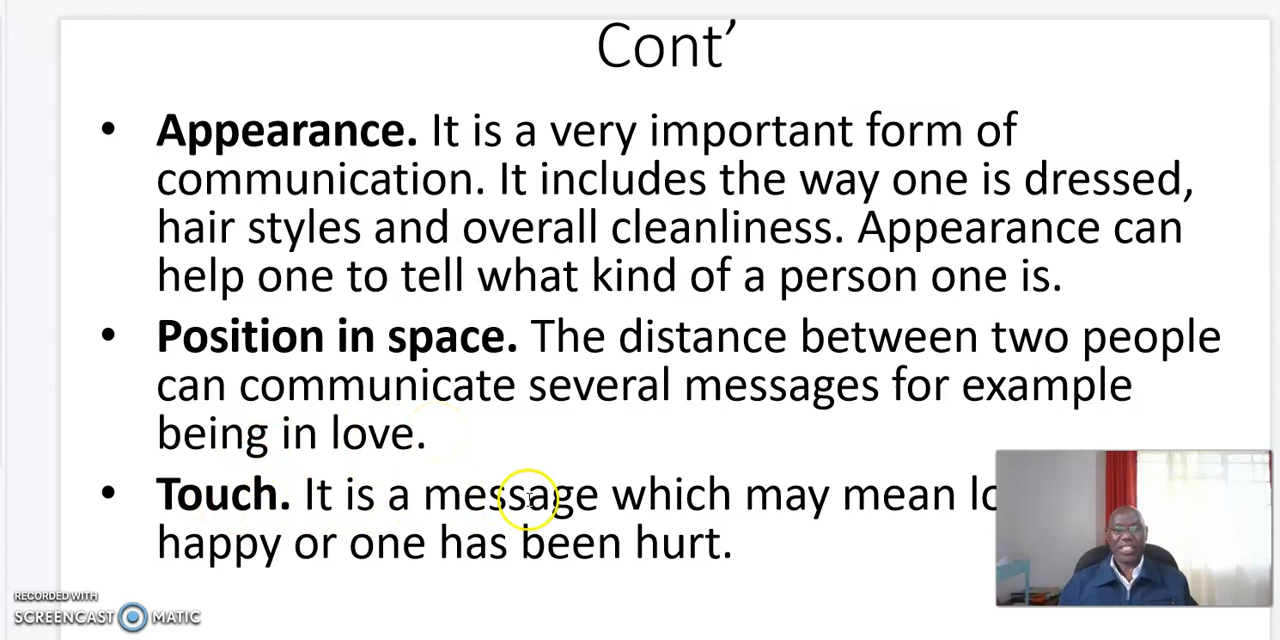 Cont’
• Appearance. It is a very important form of
communication. It includes the way one is dressed,
hair styles and overall cleanliness. Appearance can
help one to tell what kind of a person one is.
• Position in space. The distance between two people
can communicate several messages for example
being in love.
• Touch. It is a message which may mean
happy or one has been hurt.
RECORDED WITH
SCREENCAST MATIC